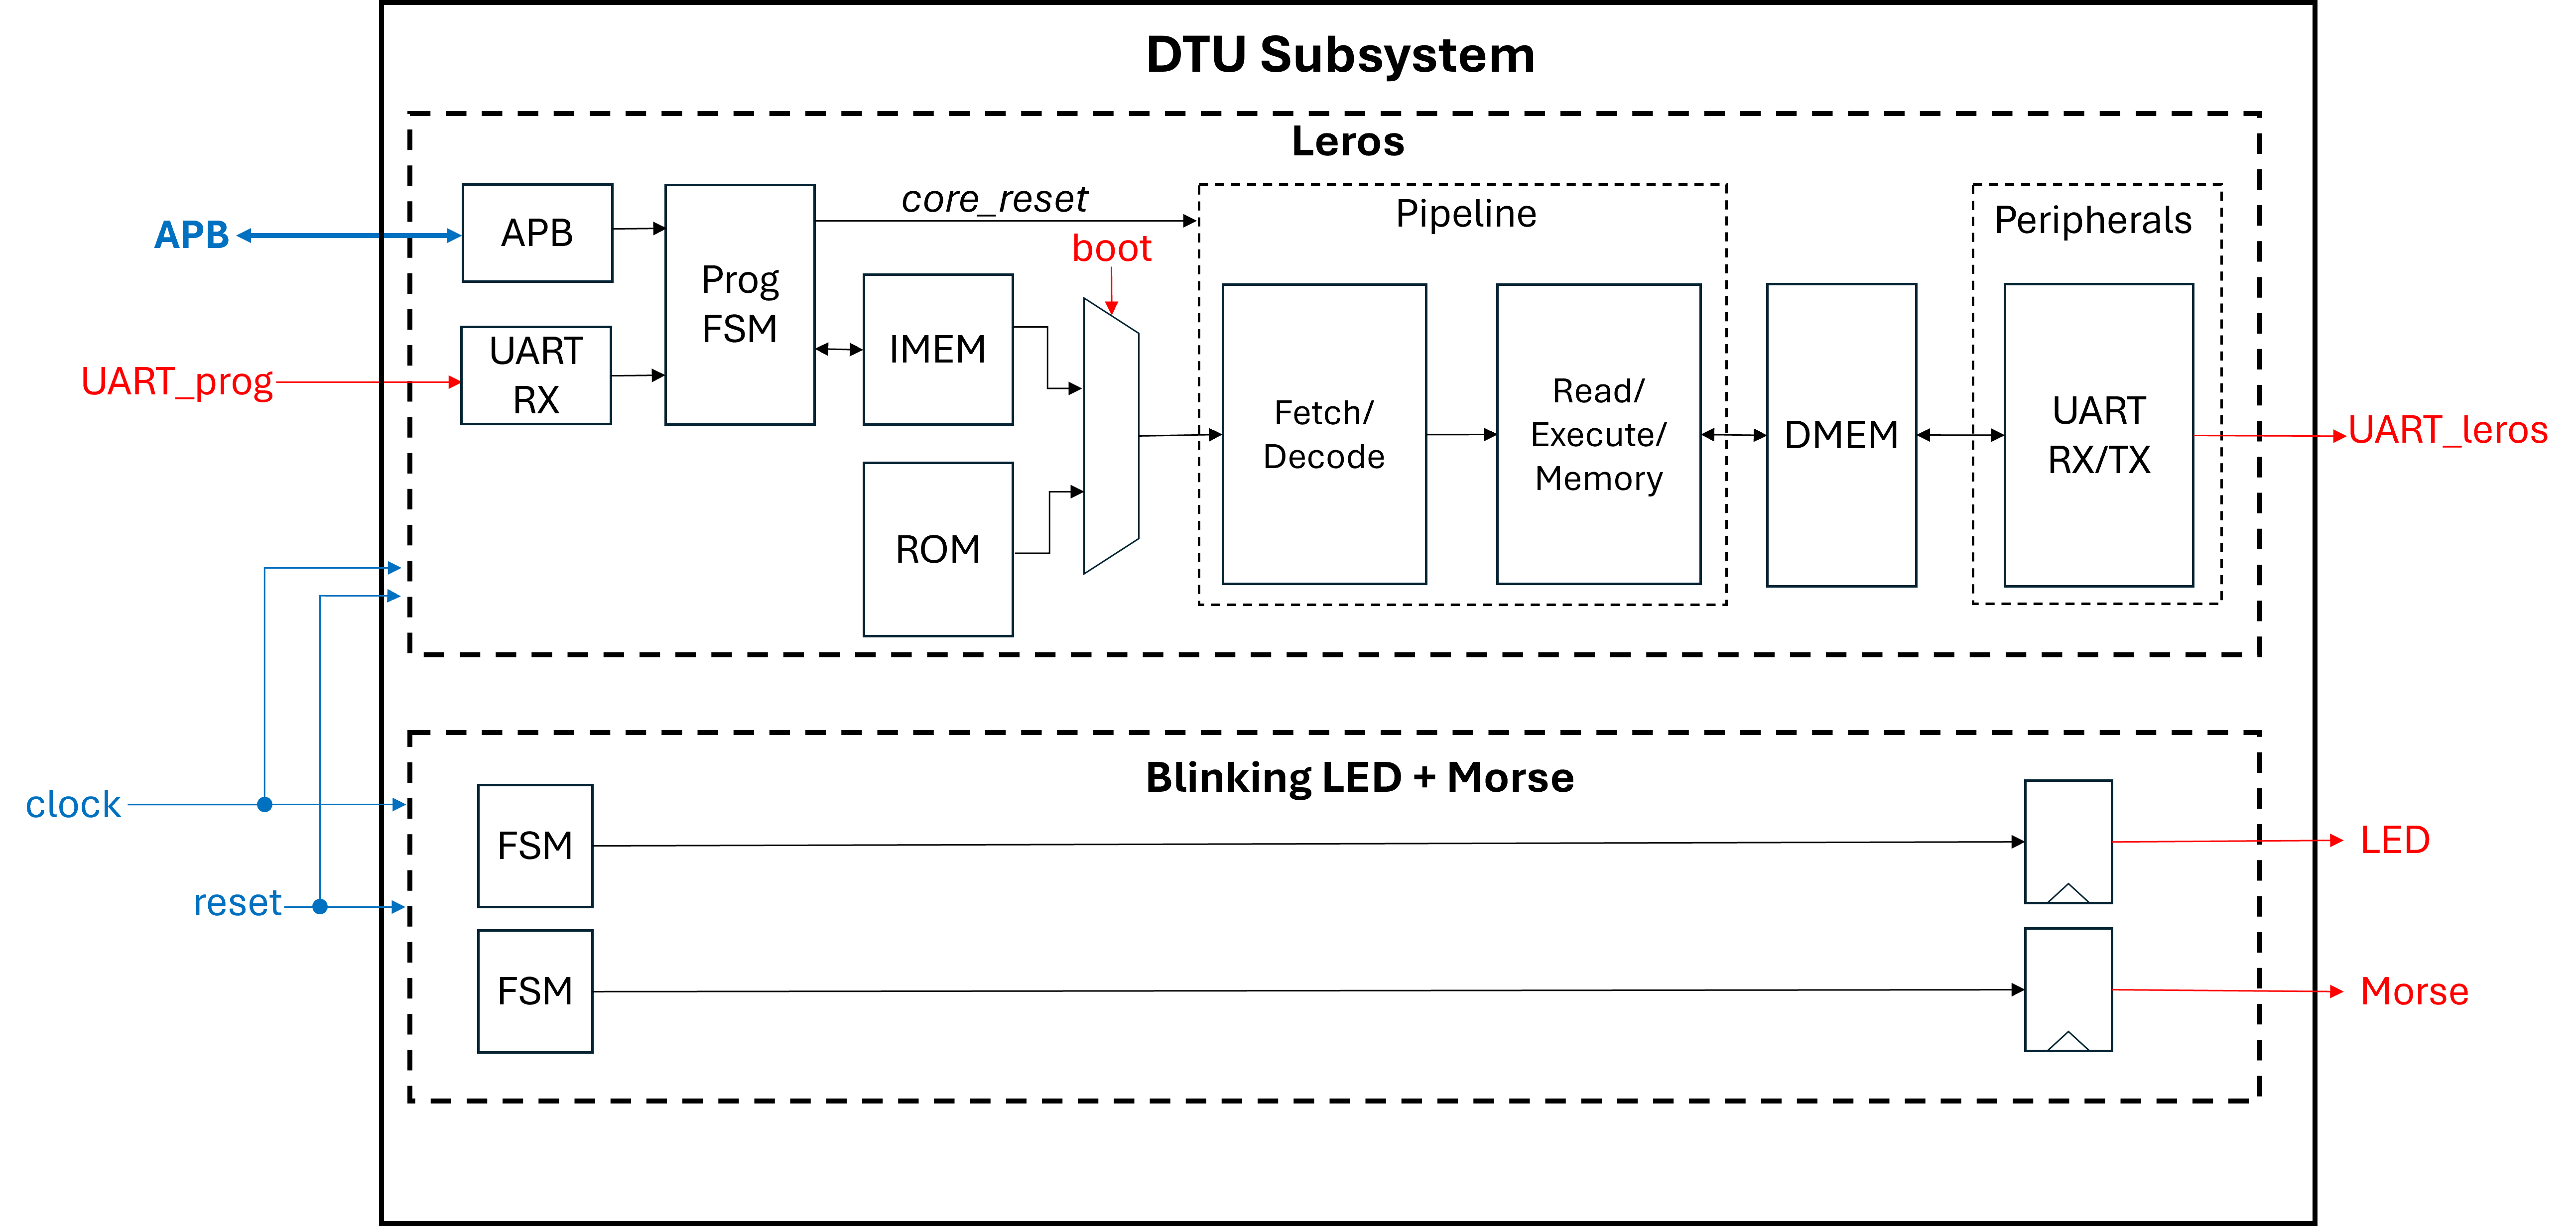 DTU Subsystem
Leros
APB
APB
Prog
FSM
core_reset
boot
Pipeline
Peripherals
UART_prog
UART
RX
IMEM
ROM
Fetch/
Decode
Read/
Execute/
Memory
DMEM
UART
RX/TX
UART_leros
Blinking LED + Morse
clock
reset
FSM
LED
FSM
Morse